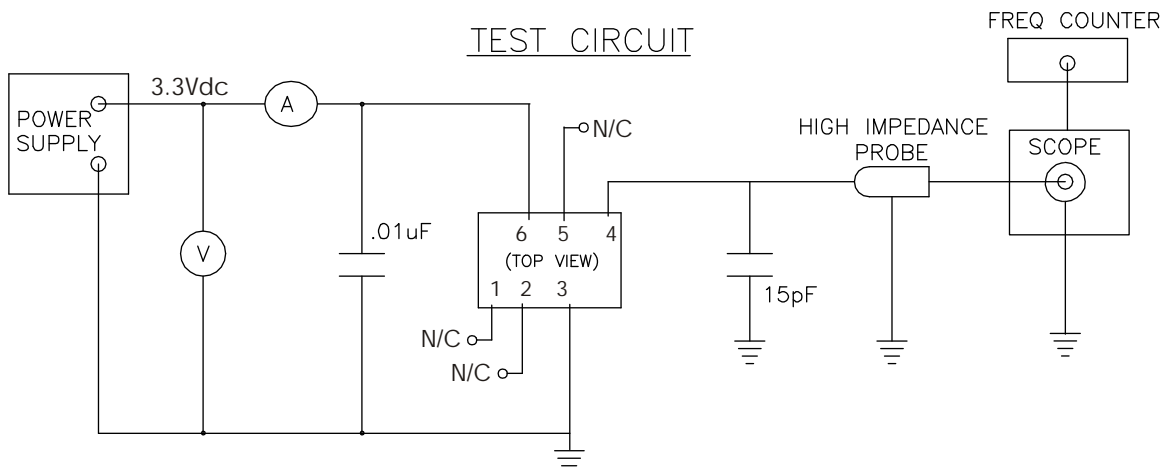 TEST CIRCUIT
FREQ COUNTER
3.3Vdc
A
POWER
SUPPLY
N/C
HIGH IMPEDANCE
PROBE
SCOPE
V
.01uF
6 5 4
(TOP VIEW)
1 2 3
15pF
N/C
N/C